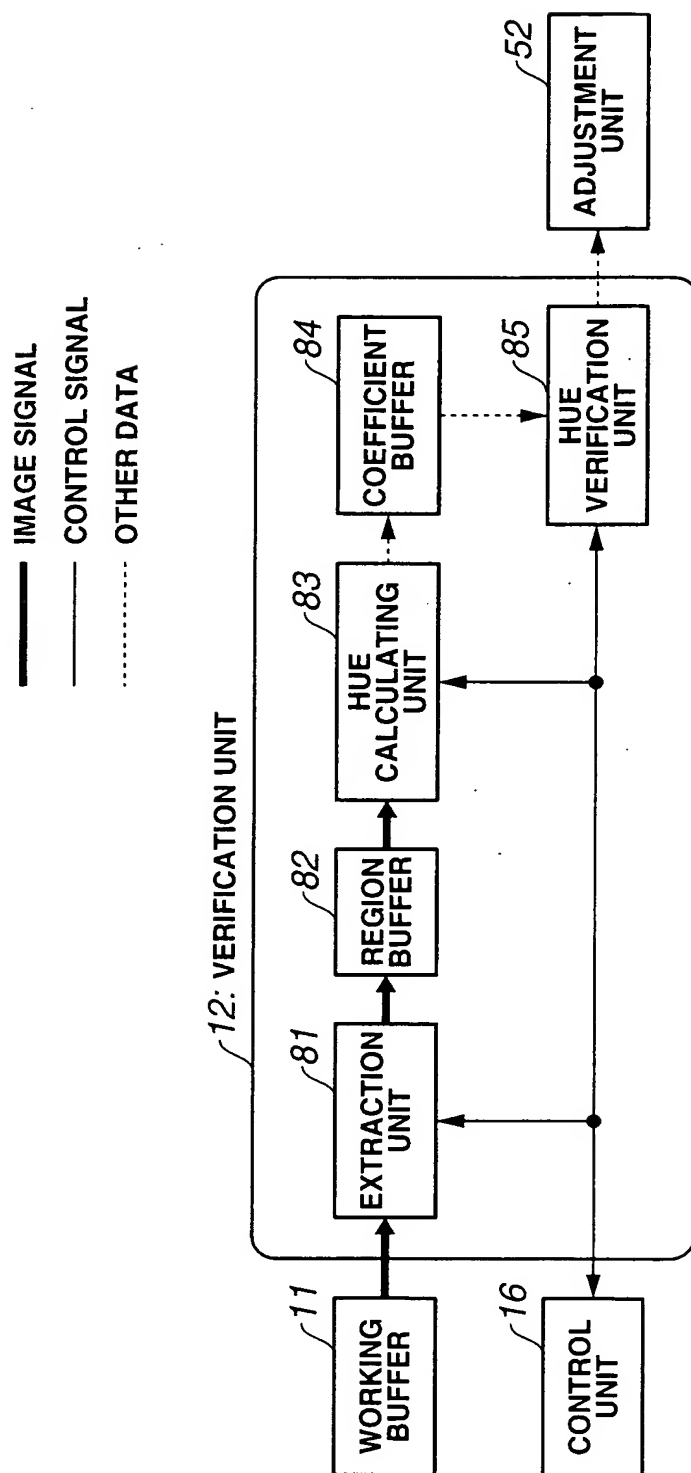 IMAGE SIGNAL
CONTROL SIGNAL
OTHER DATA
12: VERIFICATION UNIT
11
WORKING
BUFFER
81
EXTRACTION
UNIT
82
REGION
BUFFER
83
HUE
CALCULATING
UNIT
84
COEFFICIENT
BUFFER
16
CONTROL
UNIT
85
HUE
VERIFICATION
UNIT
52
ADJUSTMENT
UNIT